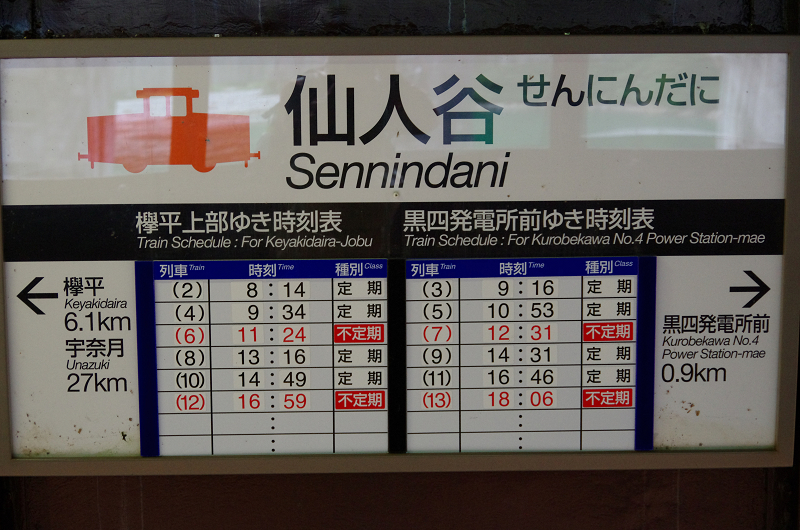 仙人谷 せんにんだに
Sennindani
欅平上部ゆき時刻表
Train Schedule : For Keyakidaira-Jobu
黒四発電所前ゆき時刻表
Train Schedule : For Kurobekawa No.4 Power Station-mae
←
欅平
Keyakidaira
6.1km
宇奈月
Unazuki
27km
列車 Train 時刻 Time 種別 Class
(2) 8 : 14 定期
(4) 9 : 34 定期
(6) 11 : 24 不定期
(8) 13 : 16 定期
(10) 14 : 49 定期
(12) 16 : 59 不定期
:
:
列車 Train 時刻 Time 種別 Class
(3) 9 : 16 定期
(5) 10 : 53 定期
(7) 12 : 31 不定期
(9) 14 : 31 定期
(11) 16 : 46 定期
(13) 18 : 06 不定期
:
:
→
黒四発電所前
Kurobekawa No.4
Power Station-mae
0.9km